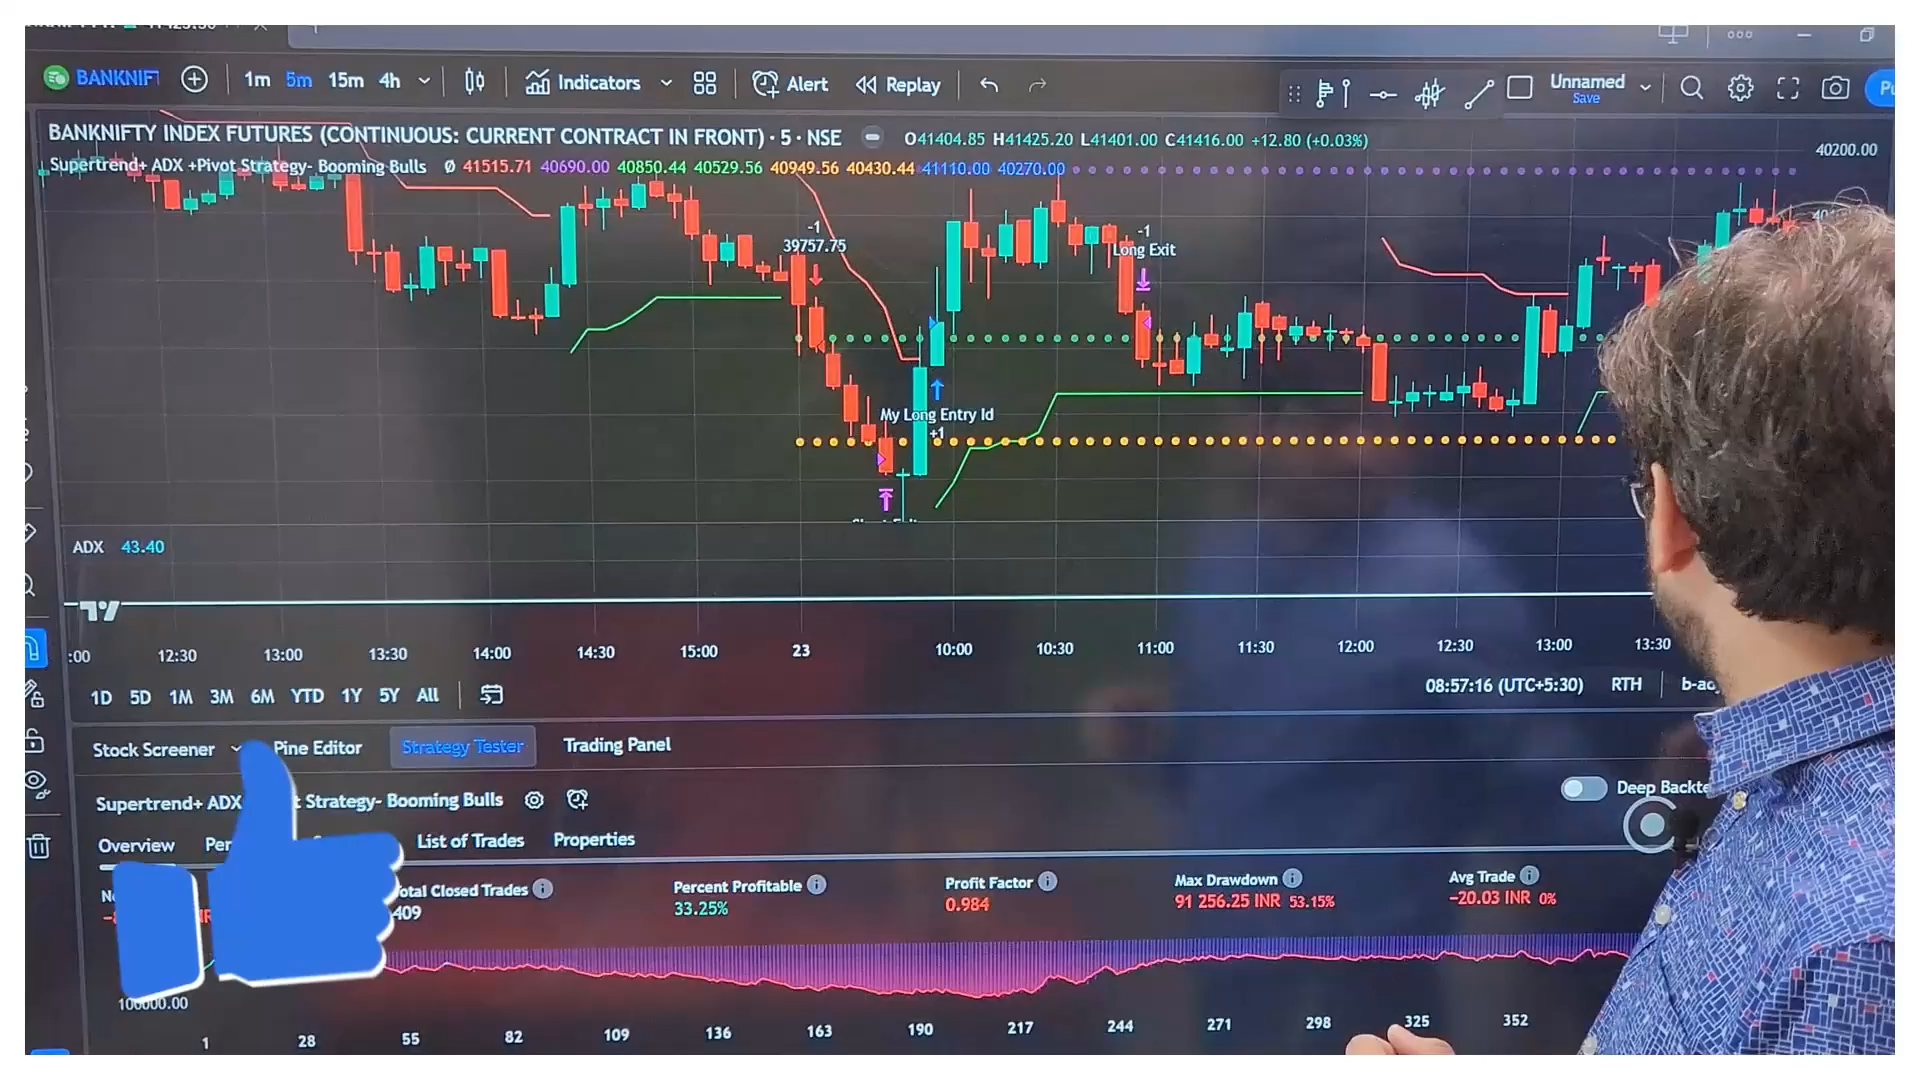 BANKNIFT
1m 5m 15m 4h
Indicators
Alert
Replay
Unnamed
Save
BANKNIFTY INDEX FUTURES (CONTINUOUS: CURRENT CONTRACT IN FRONT) · 5 · NSE
O41404.85 H41425.20 L41401.00 C41416.00 +12.80 (+0.03%)
40200.00
Supertrend+ ADX +Pivot Strategy- Booming Bulls Ø 41515.71 40690.00 40850.44 40529.56 40949.56 40430.44 41110.00 40270.00
-1
39757.75
-1
Long Exit
My Long Entry Id
+1
ADX 43.40
:00 12:30 13:00 13:30 14:00 14:30 15:00 23 10:00 10:30 11:00 11:30 12:00 12:30 13:00 13:30
1D 5D 1M 3M 6M YTD 1Y 5Y All
08:57:16 (UTC+5:30) RTH
Stock Screener Pine Editor Strategy Tester Trading Panel
Supertrend+ ADX Strategy- Booming Bulls
Deep Backte
Overview List of Trades Properties
Total Closed Trades
409
Percent Profitable
33.25%
Profit Factor
0.984
Max Drawdown
91 256.25 INR 53.15%
Avg Trade
−20.03 INR 0%
100000.00
1 28 55 82 109 136 163 190 217 244 271 298 325 352